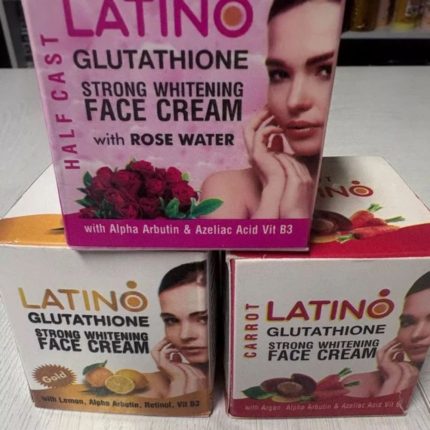 HALF CAST
LATINO
GLUTATHIONE
STRONG WHITENING
FACE CREAM
with ROSE WATER
with Alpha Arbutin & Azeliac Acid Vit B3
LATINO
GLUTATHIONE
STRONG WHITENING
FACE CREAM
Gold
with Lemon, Alpha Arbutin, Retinol, Vit B3
CARROT
LATINO
GLUTATHIONE
STRONG WHITENING
FACE CREAM
with Argan, Alpha Arbutin & Azeliac Acid Vit